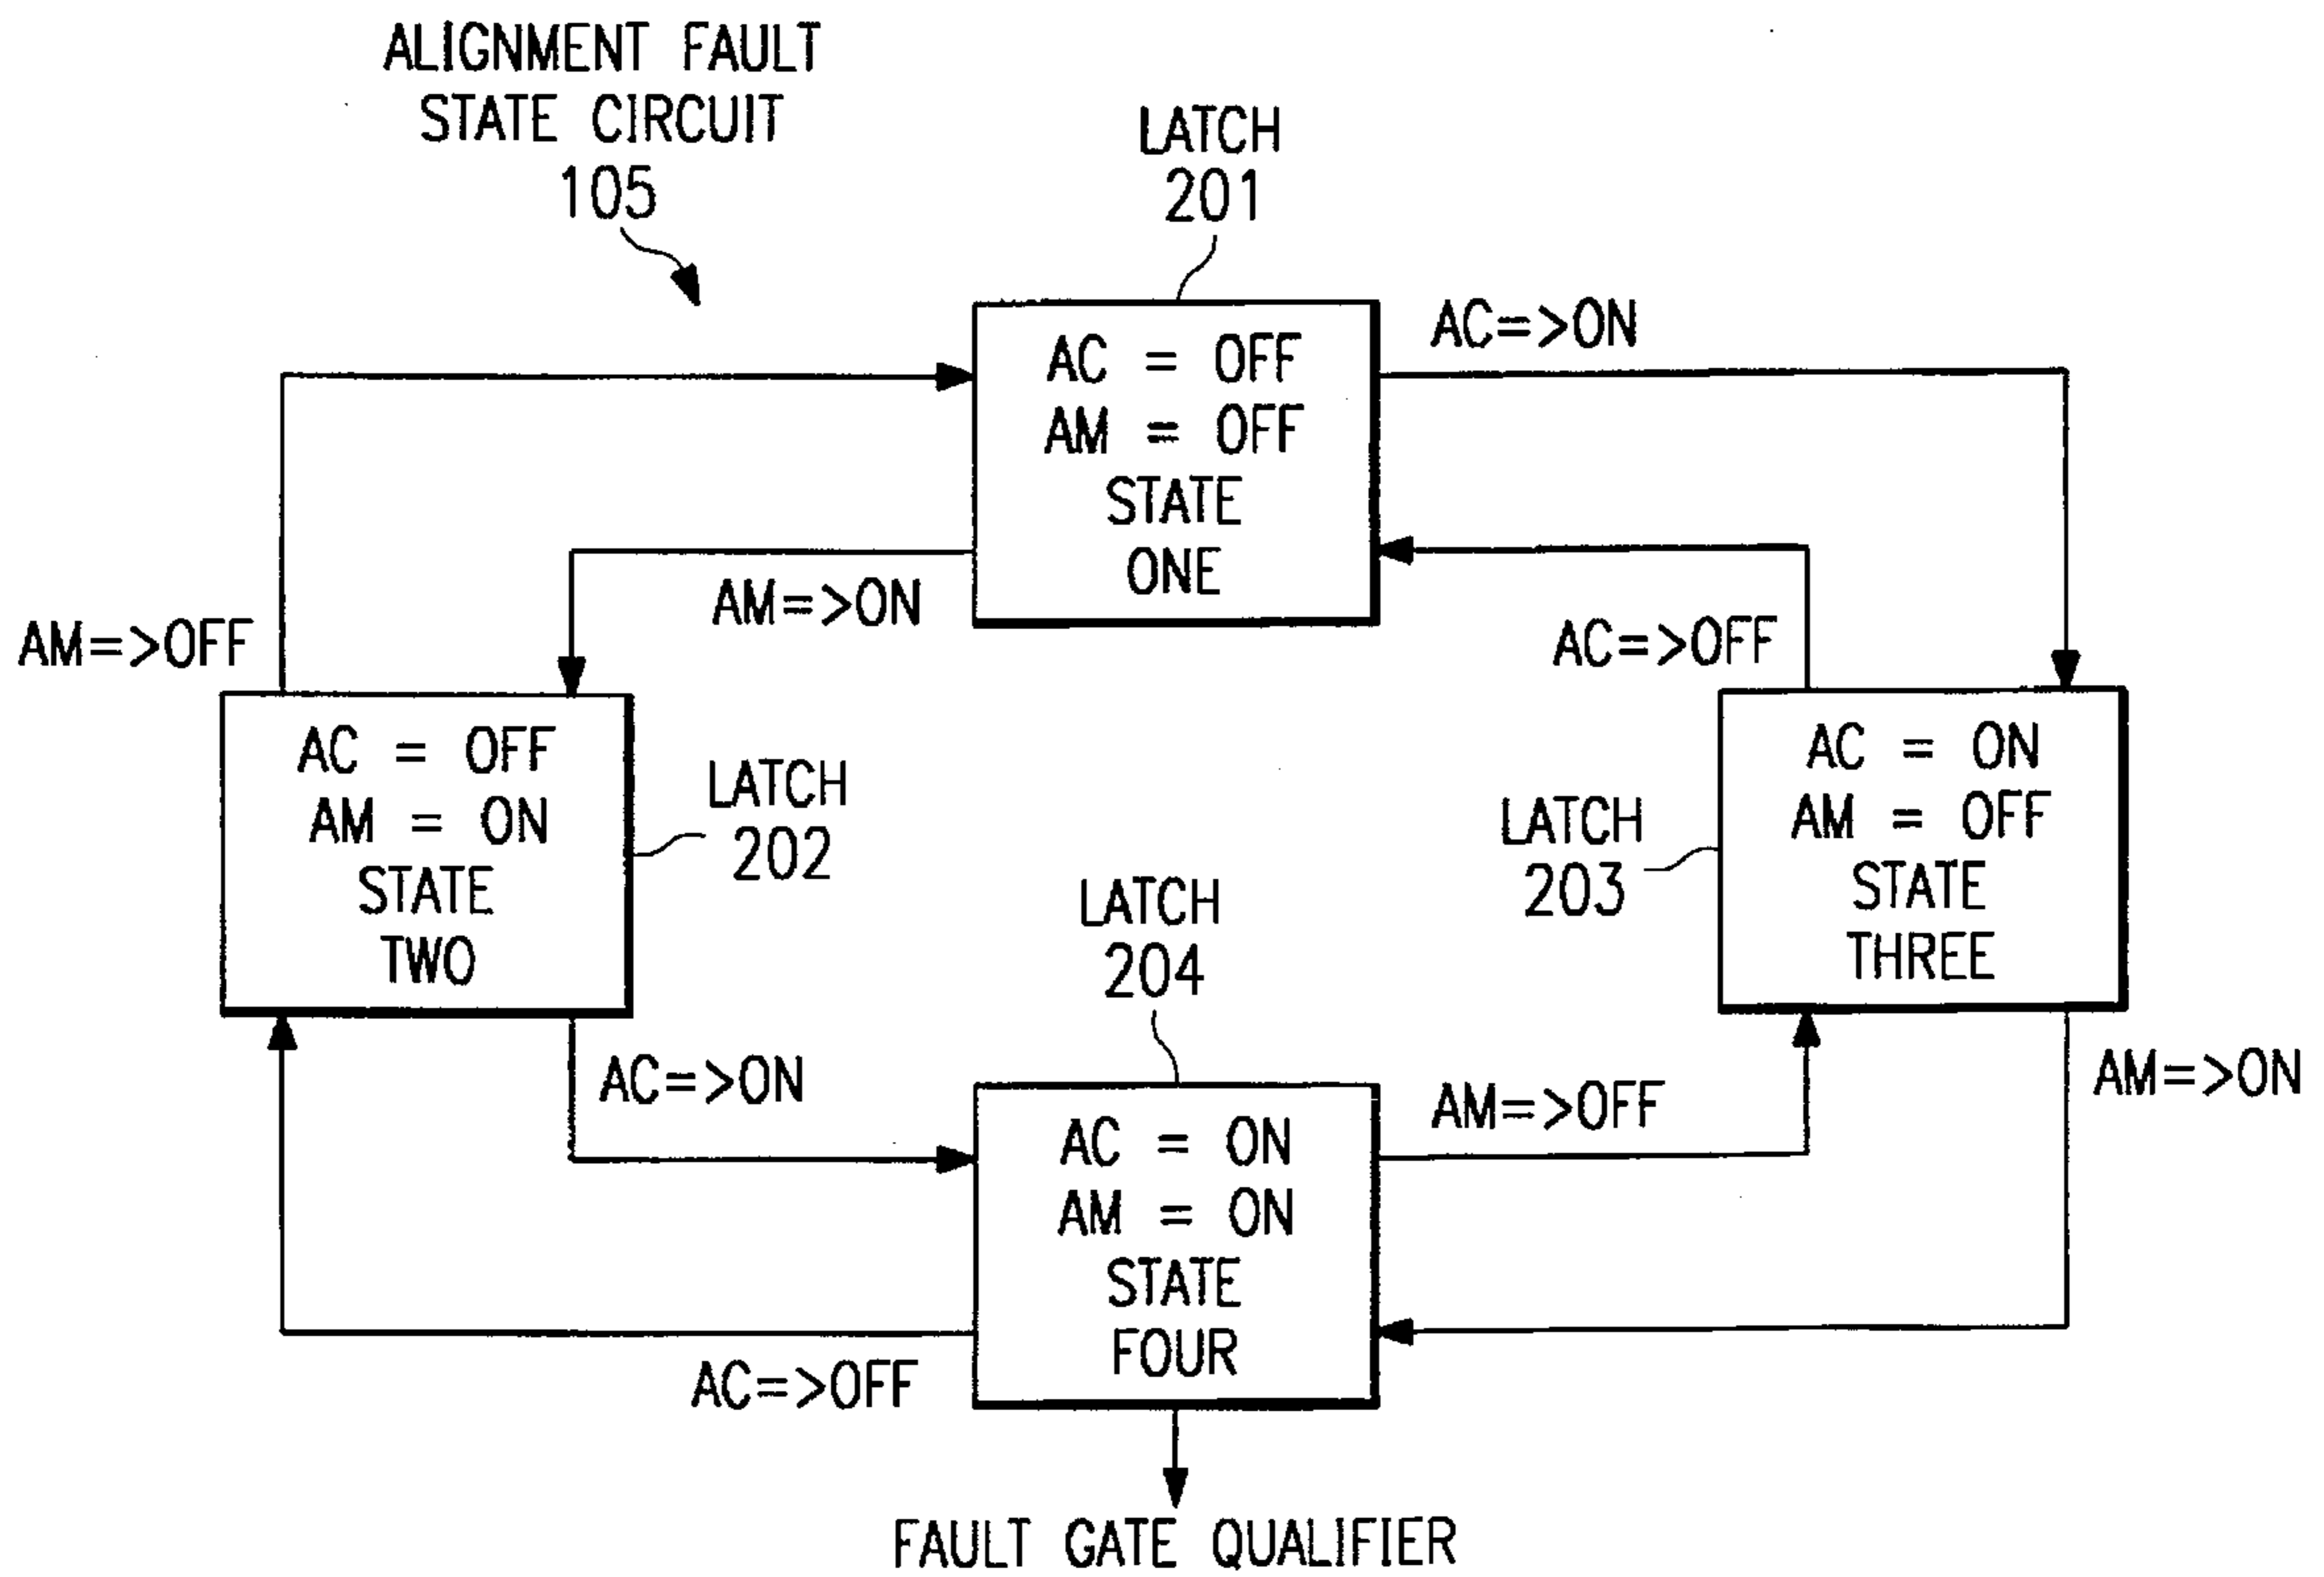 ALIGNMENT FAULT
STATE CIRCUIT
105
LATCH
201
AC = OFF
AM = OFF
STATE
ONE
AC=>ON
AM=>ON
AM=>OFF
AC=>OFF
AC = OFF
AM = ON
STATE
TWO
LATCH
202
LATCH
203
AC = ON
AM = OFF
STATE
THREE
LATCH
204
AC=>ON
AC = ON
AM = ON
STATE
FOUR
AM=>OFF
AM=>ON
AC=>OFF
FAULT GATE QUALIFIER